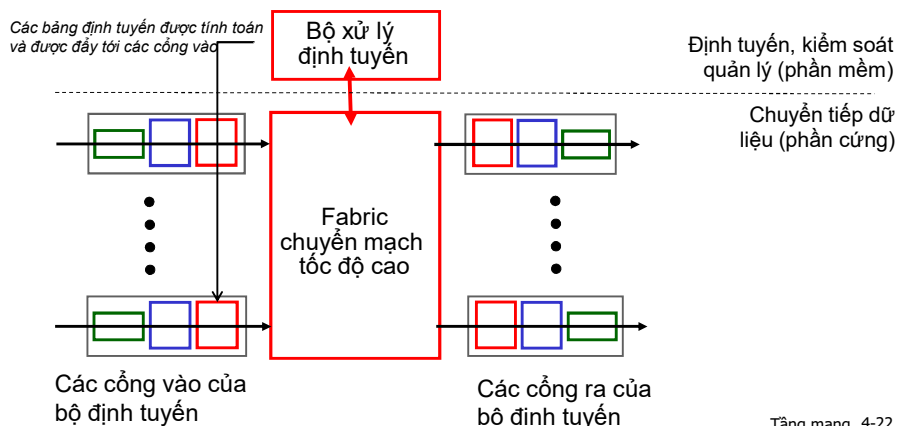 Các bảng định tuyến được tính toán
và được đẩy tới các cổng vào
Bộ xử lý
định tuyến
Định tuyến, kiểm soát
quản lý (phần mềm)
Chuyển tiếp dữ
liệu (phần cứng)
Fabric
chuyển mạch
tốc độ cao
Các cổng vào của
bộ định tuyến
Các cổng ra của
bộ định tuyến
Tầng mạng 4-22